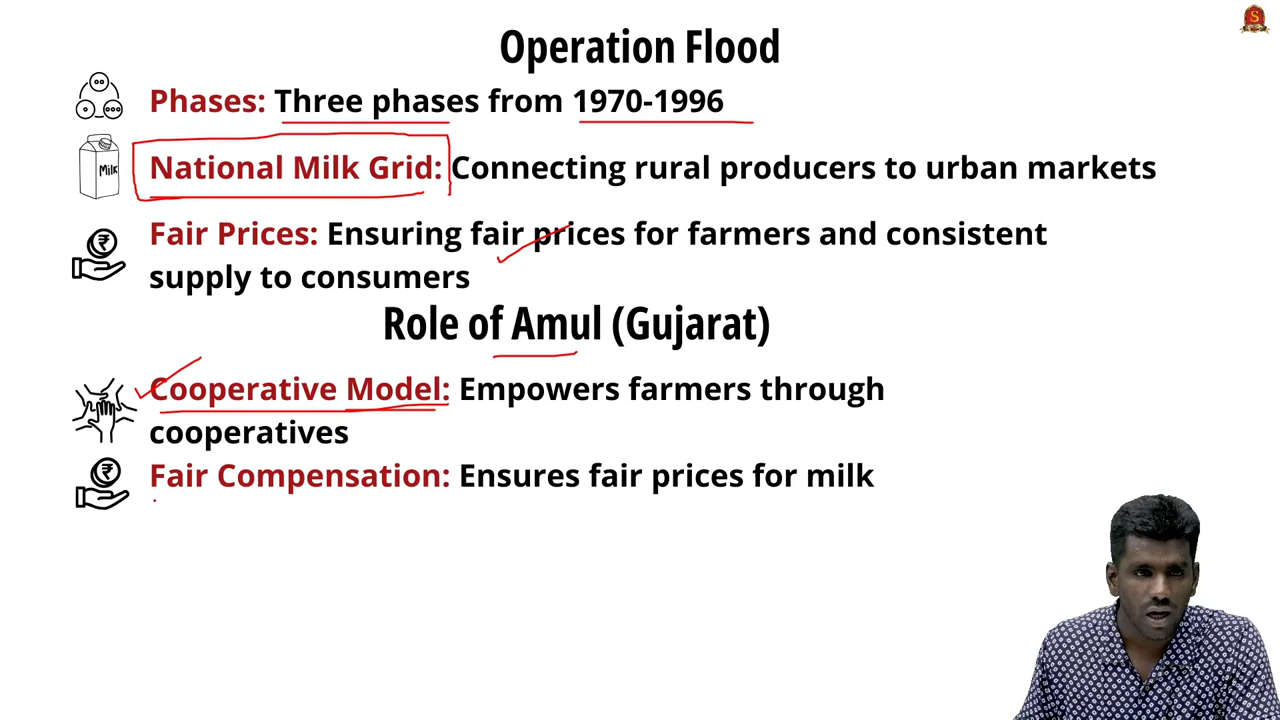 Operation Flood
Phases: Three phases from 1970-1996
Milk
National Milk Grid: Connecting rural producers to urban markets
Fair Prices: Ensuring fair prices for farmers and consistent
supply to consumers
Role of Amul (Gujarat)
Cooperative Model: Empowers farmers through
cooperatives
Fair Compensation: Ensures fair prices for milk